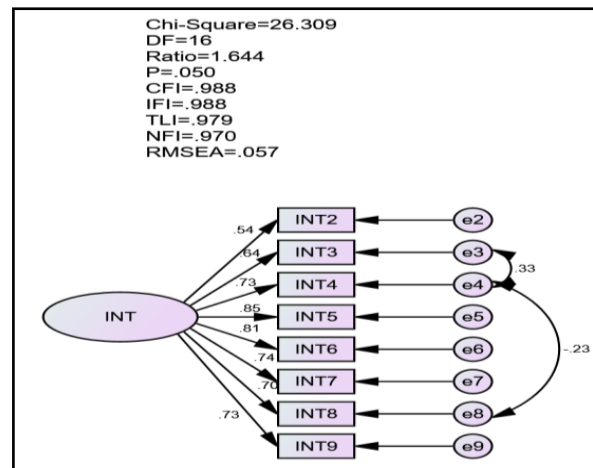 Chi-Square=26.309
DF=16
Ratio=1.644
P=.050
CFI=.988
IFI=.988
TLI=.979
NFI=.970
RMSEA=.057
INT
.54
INT2
e2
.64
INT3
e3
.73
INT4
e4
.33
.85
INT5
e5
.81
INT6
e6
-.23
.74
INT7
e7
.70
INT8
e8
.73
INT9
e9